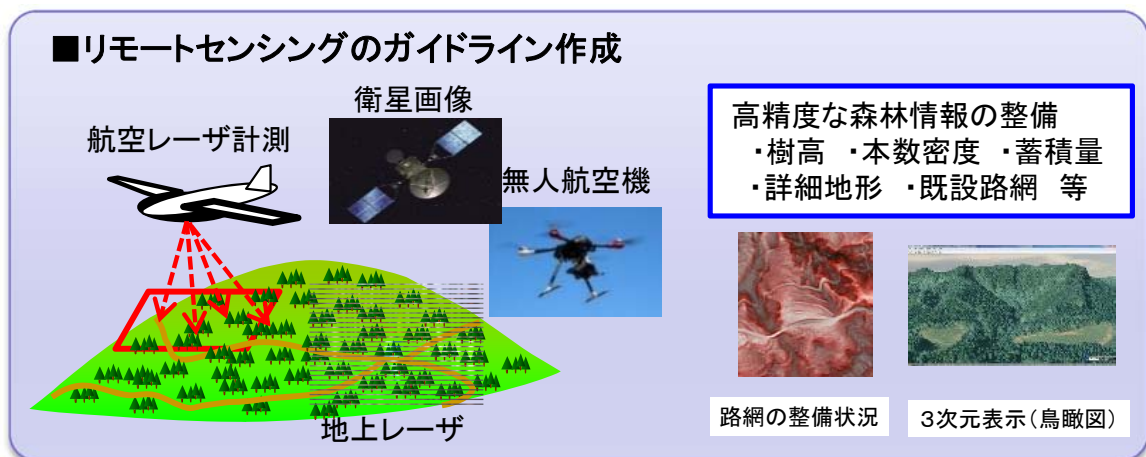 ■リモートセンシングのガイドライン作成
衛星画像
航空レーザ計測
無人航空機
地上レーザ
高精度な森林情報の整備
・樹高 ・本数密度 ・蓄積量
・詳細地形 ・既設路網 等
路網の整備状況
3次元表示(鳥瞰図)